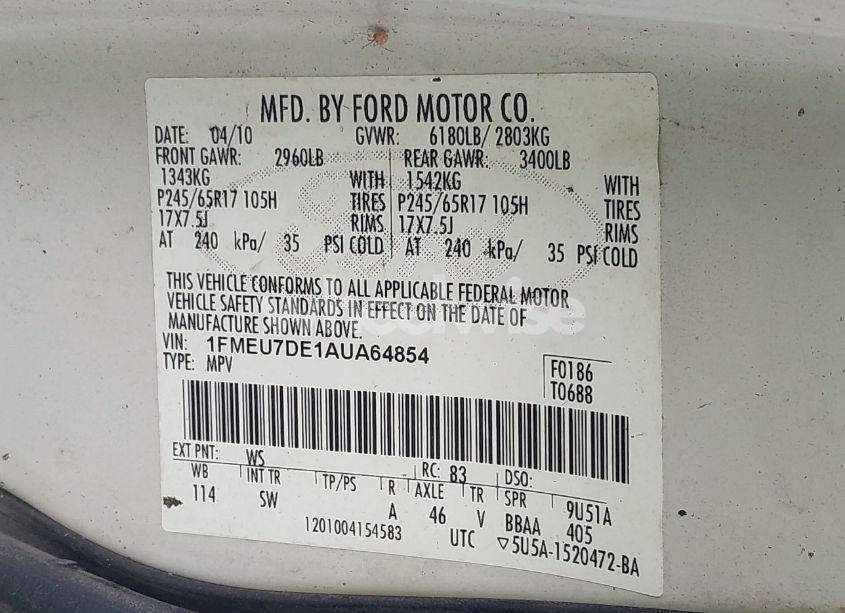 MFD. BY FORD MOTOR CO.
DATE: 04/10 GVWR: 6180LB/ 2803KG
FRONT GAWR: 2960LB REAR GAWR: 3400LB
1343KG WITH 1542KG WITH
P245/65R17 105H TIRES P245/65R17 105H TIRES
17X7.5J RIMS 17X7.5J RIMS
AT 240 kPa/ 35 PSI COLD AT 240 kPa/ 35 PSI COLD
THIS VEHICLE CONFORMS TO ALL APPLICABLE FEDERAL MOTOR
VEHICLE SAFETY STANDARDS IN EFFECT ON THE DATE OF
MANUFACTURE SHOWN ABOVE.
VIN: 1FMEU7DE1AUA64854
TYPE: MPV
F0186
T0688
EXT PNT: WS RC: 83 DSO:
WB INT TR TP/PS R AXLE TR SPR 9U51A
114 SW A 46 V BBAA 405
1201004154583 UTC ▽5U5A-1520472-BA